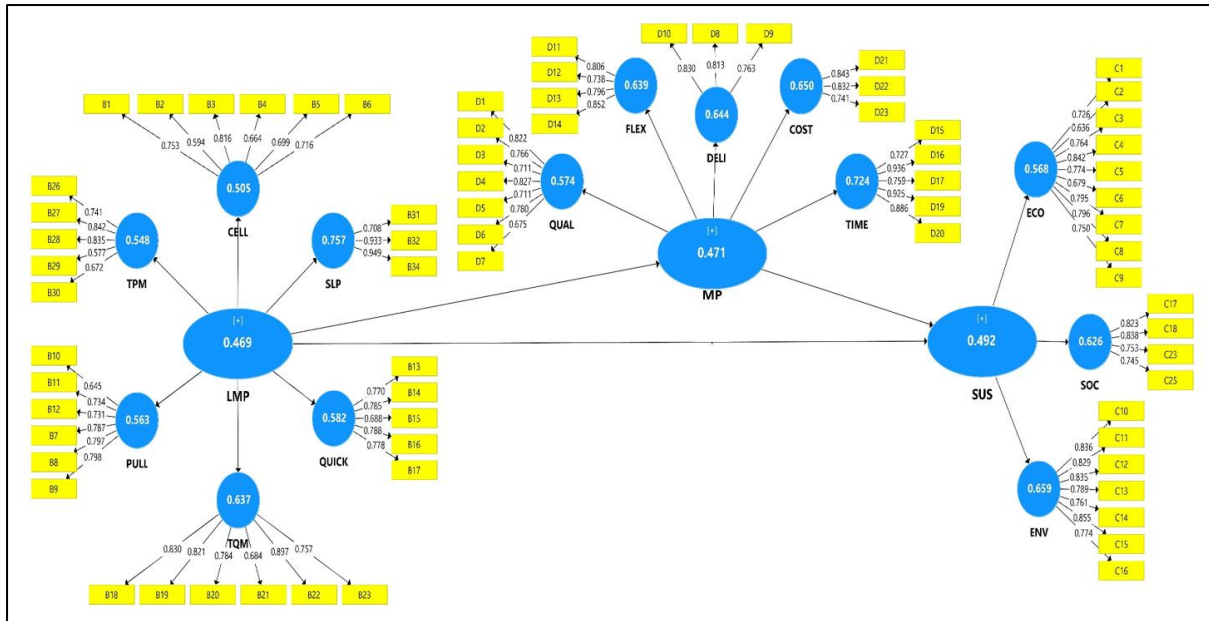 B1 B2 B3 B4 B5 B6
0.753 0.594 0.816 0.664 0.699 0.716
0.505
CELL
B26
B27
B28
B29
B30
0.741
0.842
0.835
0.577
0.672
0.548
TPM
0.757
SLP
0.708
0.933
0.949
B31
B32
B34
[+]
0.469
LMP
B10
B11
B12
B7
B8
B9
0.645
0.734
0.731
0.787
0.797
0.798
0.563
PULL
0.582
QUICK
0.770
0.785
0.688
0.788
0.778
B13
B14
B15
B16
B17
0.637
TQM
0.830 0.821 0.784 0.684 0.897 0.757
B18 B19 B20 B21 B22 B23
D1
D2
D3
D4
D5
D6
D7
0.822
0.766
0.711
0.827
0.711
0.780
0.675
0.574
QUAL
D11
D12
D13
D14
0.806
0.738
0.796
0.852
0.639
FLEX
D10 D8 D9
0.830 0.813 0.763
0.644
DELI
0.650
COST
0.843
0.832
0.741
D21
D22
D23
0.724
TIME
0.727
0.936
0.759
0.925
0.886
D15
D16
D17
D19
D20
[+]
0.471
MP
[+]
0.492
SUS
0.568
ECO
0.726
0.636
0.764
0.842
0.774
0.679
0.795
0.796
0.750
C1
C2
C3
C4
C5
C6
C7
C8
C9
0.626
SOC
0.823
0.838
0.753
0.745
C17
C18
C23
C25
0.659
ENV
0.836
0.829
0.835
0.789
0.761
0.855
0.774
C10
C11
C12
C13
C14
C15
C16